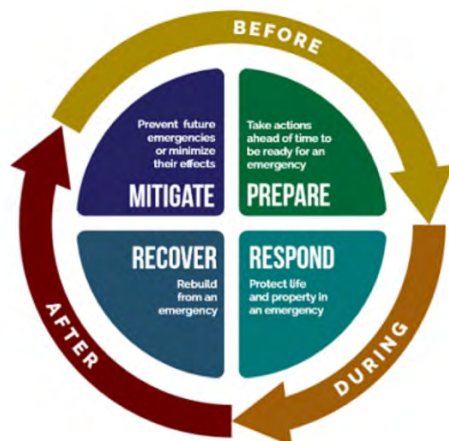 BEFORE
Prevent future
emergencies
or minimize
their effects
MITIGATE
Take actions
ahead of time to
be ready for an
emergency
PREPARE
RECOVER
Rebuild
from an
emergency
RESPOND
Protect life
and property in
an emergency
AFTER
DURING